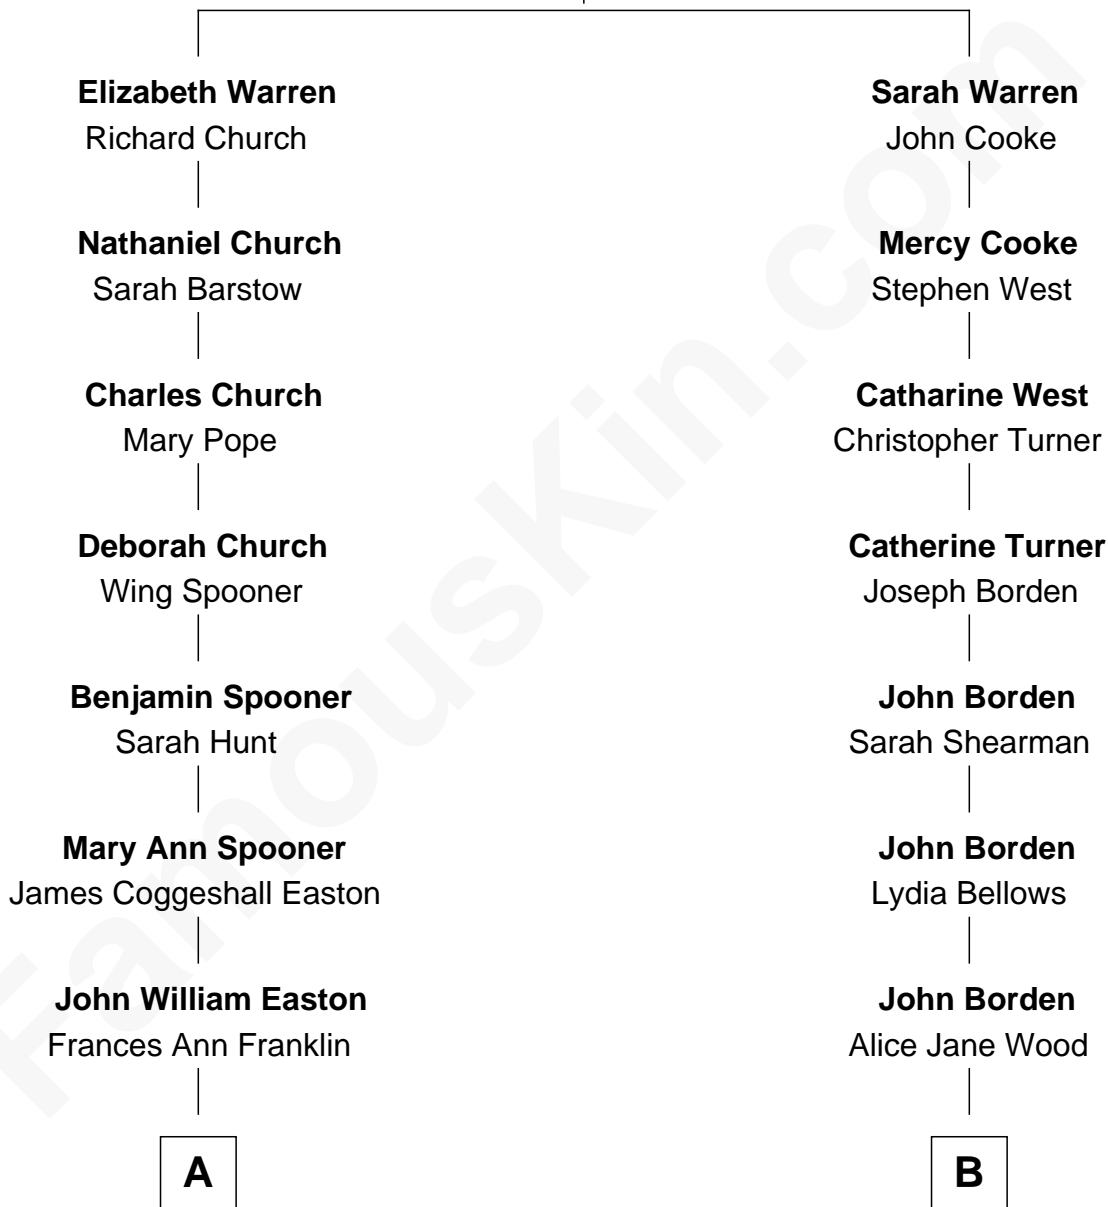 Elizabeth Warren
Richard Church
Nathaniel Church
Sarah Barstow
Charles Church
Mary Pope
Deborah Church
Wing Spooner
Benjamin Spooner
Sarah Hunt
Mary Ann Spooner
James Coggeshall Easton
John William Easton
Frances Ann Franklin
A
Sarah Warren
John Cooke
Mercy Cooke
Stephen West
Catharine West
Christopher Turner
Catherine Turner
Joseph Borden
John Borden
Sarah Shearman
John Borden
Lydia Bellows
John Borden
Alice Jane Wood
B
FamousKin.com